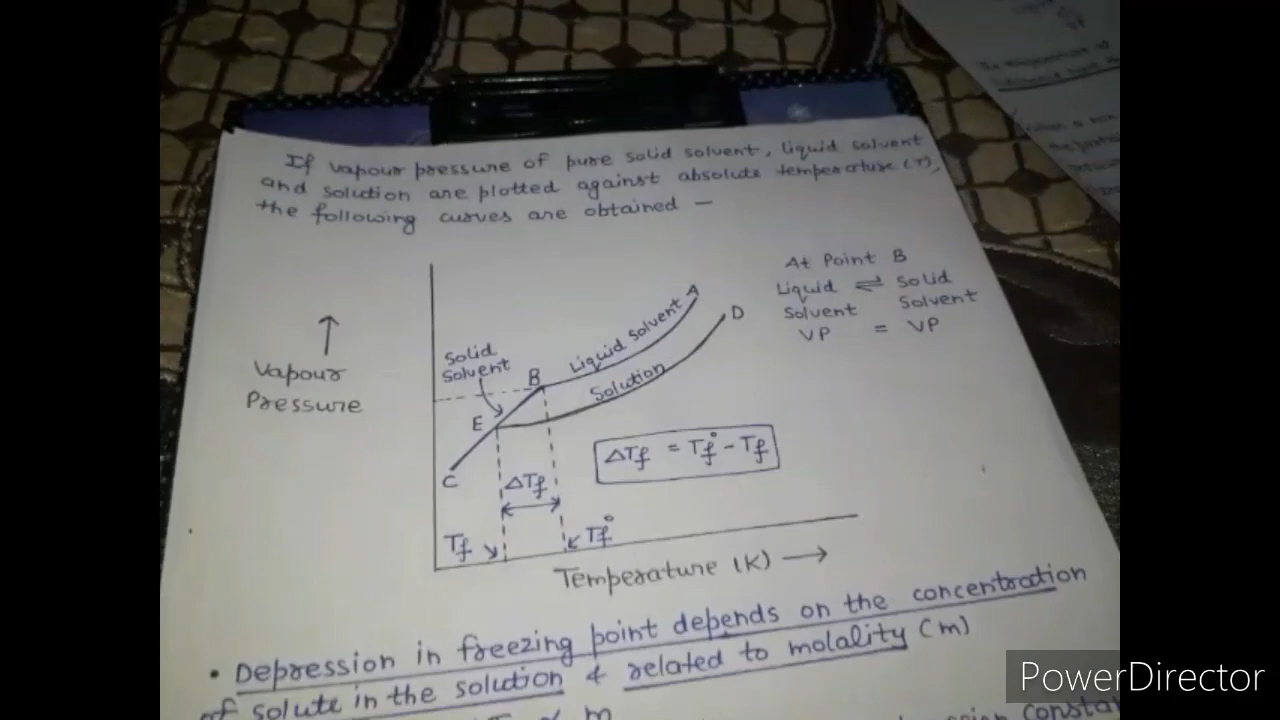 If vapour pressure of pure solid solvent, liquid solvent
and solution are plotted against absolute temperature (T),
the following curves are obtained —
At Point B
Liquid ⇌ Solid
Solvent Solvent
VP = VP
↑
Vapour
Pressure
Solid
Solvent
A
B
C
D
E
Liquid Solvent
Solution
ΔTf = Tf° - Tf
ΔTf
Tf
Tf°
Temperature (K) →
• Depression in freezing point depends on the concentration
of solute in the solution & related to molality (m)
m
PowerDirector